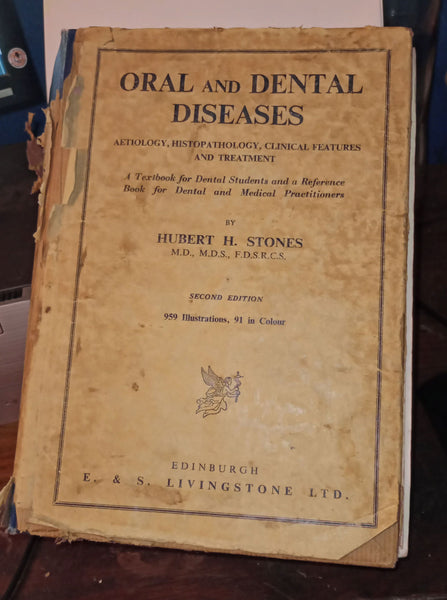 ORAL AND DENTAL
DISEASES
AETIOLOGY, HISTOPATHOLOGY, CLINICAL FEATURES
AND TREATMENT
A Textbook for Dental Students and a Reference
Book for Dental and Medical Practitioners
BY
HUBERT H. STONES
M.D., M.D.S., F.D.S.R.C.S.
SECOND EDITION
959 Illustrations, 91 in Colour
EDINBURGH
E. & S. LIVINGSTONE LTD.